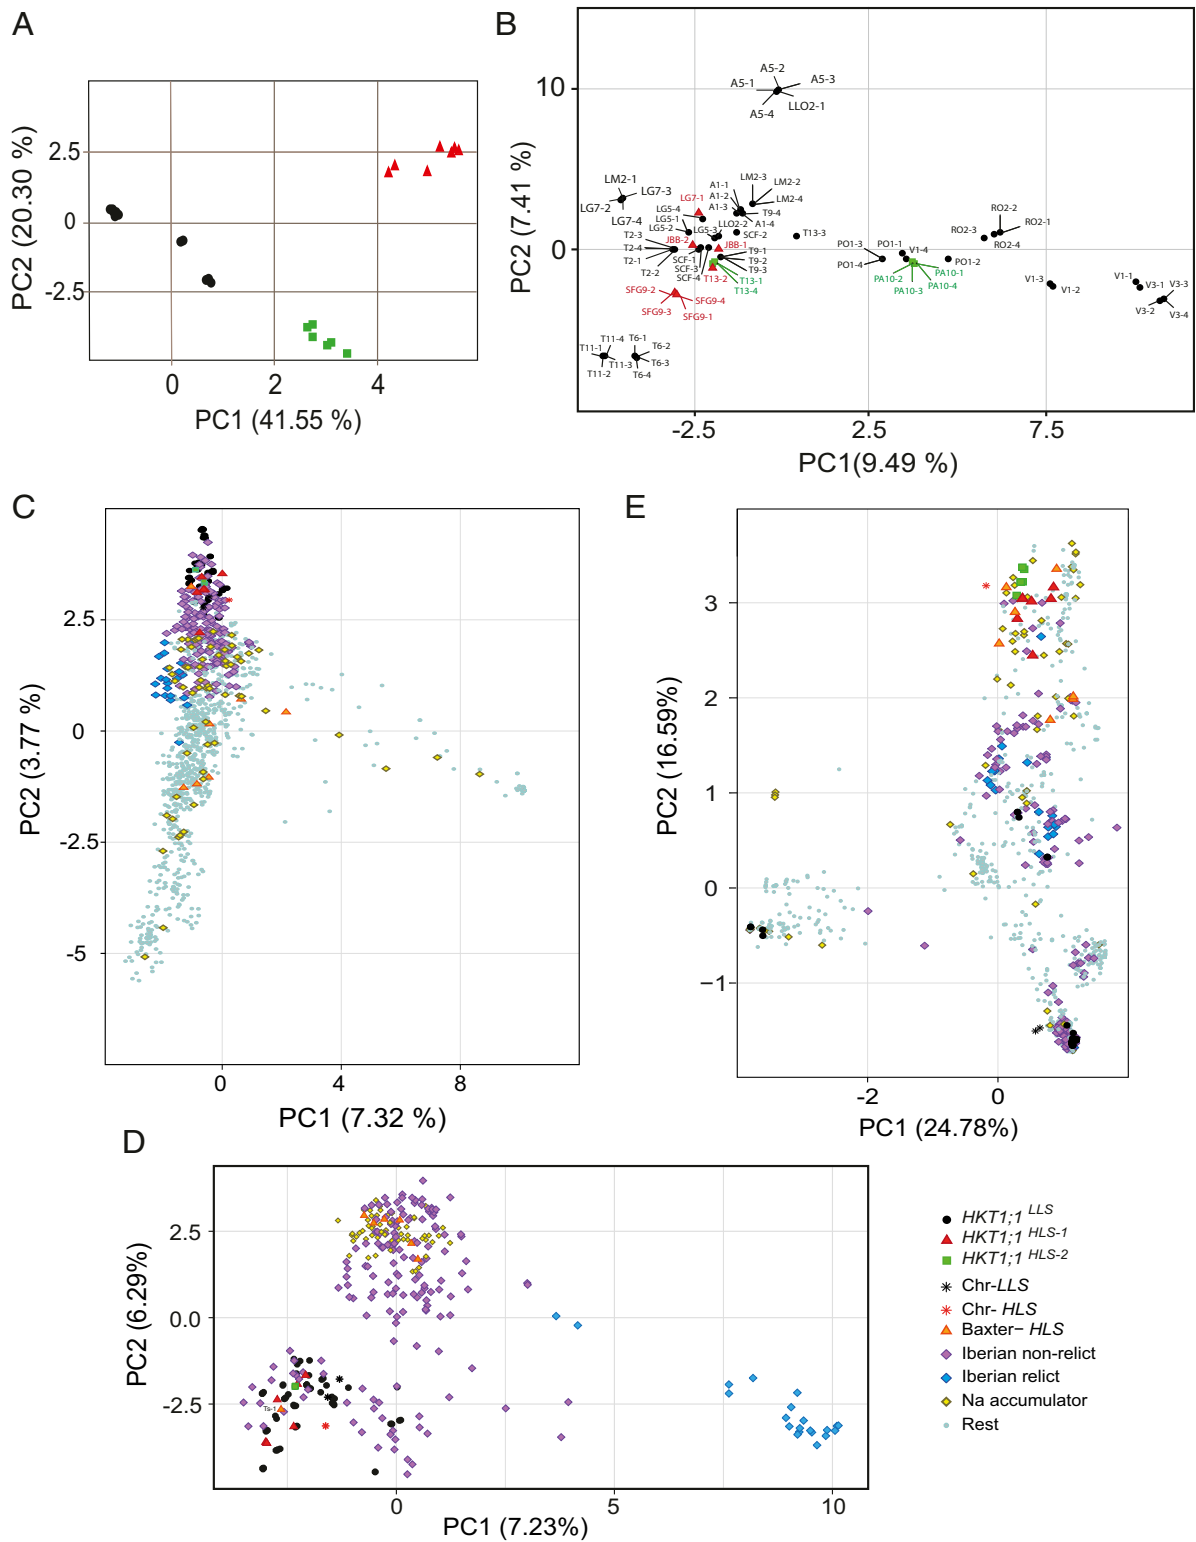 A
PC2 (20.30 %)
2.5
0
-2.5
0
2
4
PC1 (41.55 %)
B
PC2 (7.41 %)
10
0
A5-2
A5-1
A5-3
A5-4
LLO2-1
LM2-1
LG7-3
LG7-2
LG7-4
LG7-1
LG5-4
LG5-1
LG5-2
LG5-3
T2-3
T2-4
T2-1
T2-2
JBB-2
JBB-1
A1-1
A1-2
A1-3
LM2-3
LM2-2
LM2-4
T9-4
A1-4
LLO2-2
SCF-2
T13-3
SCF-1
SCF-3
SCF-4
T9-1
T9-2
T9-3
T13-2
T13-1
T13-4
SFG9-2
SFG9-4
SFG9-3
SFG9-1
T11-4
T11-1
T11-3
T11-2
T6-1
T6-2
T6-3
T6-4
PO1-3
PO1-1
V1-4
PO1-4
PO1-2
PA10-2
PA10-1
PA10-4
PA10-3
RO2-2
RO2-1
RO2-3
RO2-4
V1-3
V1-2
V1-1
V3-3
V3-1
V3-2
V3-4
-2.5
2.5
7.5
PC1(9.49 %)
C
PC2 (3.77 %)
2.5
0
-2.5
-5
0
4
8
PC1 (7.32 %)
E
PC2 (16.59%)
3
2
1
0
−1
-2
0
PC1 (24.78%)
D
PC2 (6.29%)
2.5
0.0
-2.5
Ts-1
0
5
10
PC1 (7.23%)
HKT1;1 LLS
HKT1;1 HLS-1
HKT1;1 HLS-2
Chr-LLS
Chr- HLS
Baxter− HLS
Iberian non-relict
Iberian relict
Na accumulator
Rest